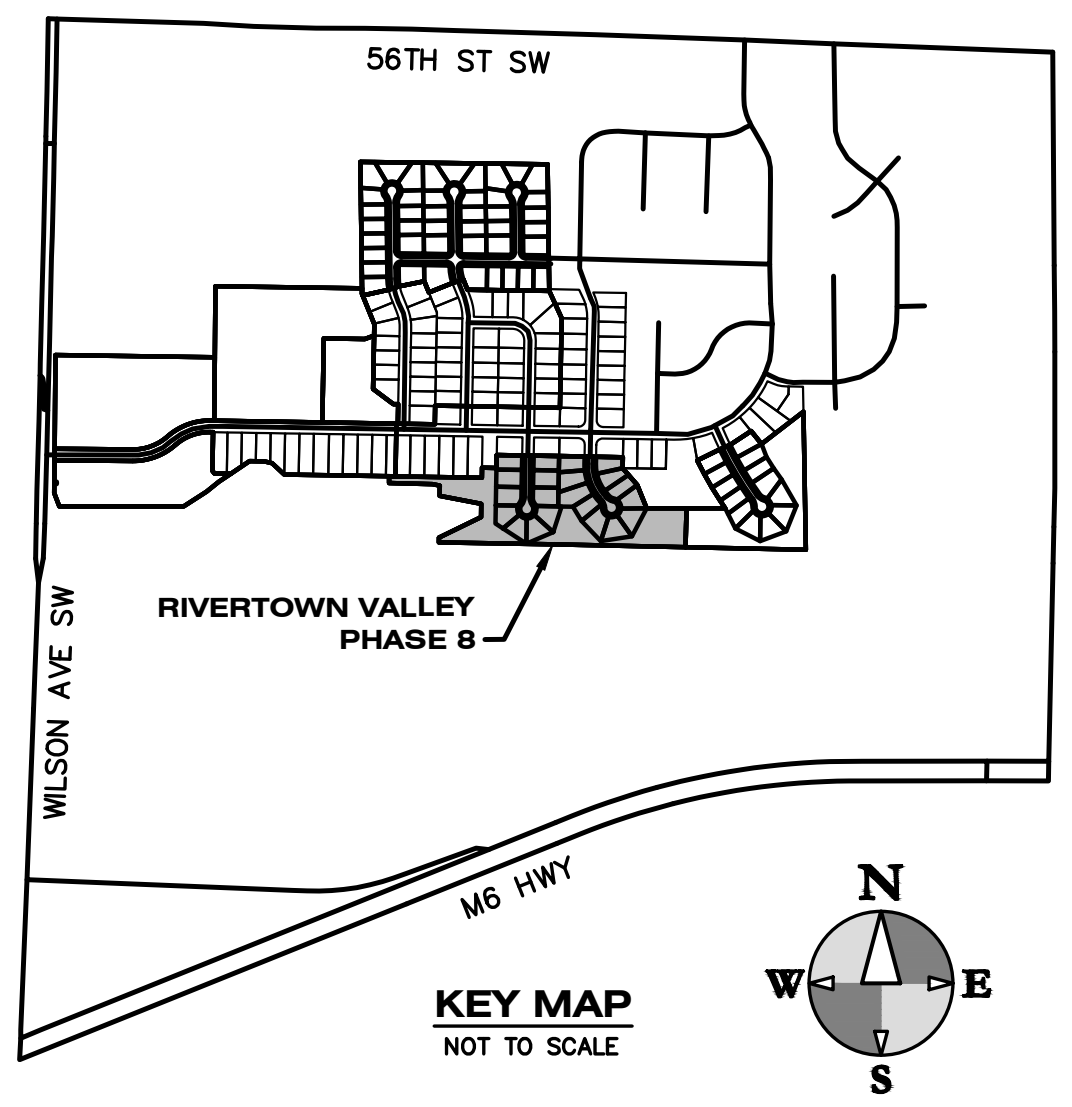 56TH ST SW
RIVERTOWN VALLEY
PHASE 8
WILSON AVE SW
M6 HWY
N
W
E
S
KEY MAP
NOT TO SCALE